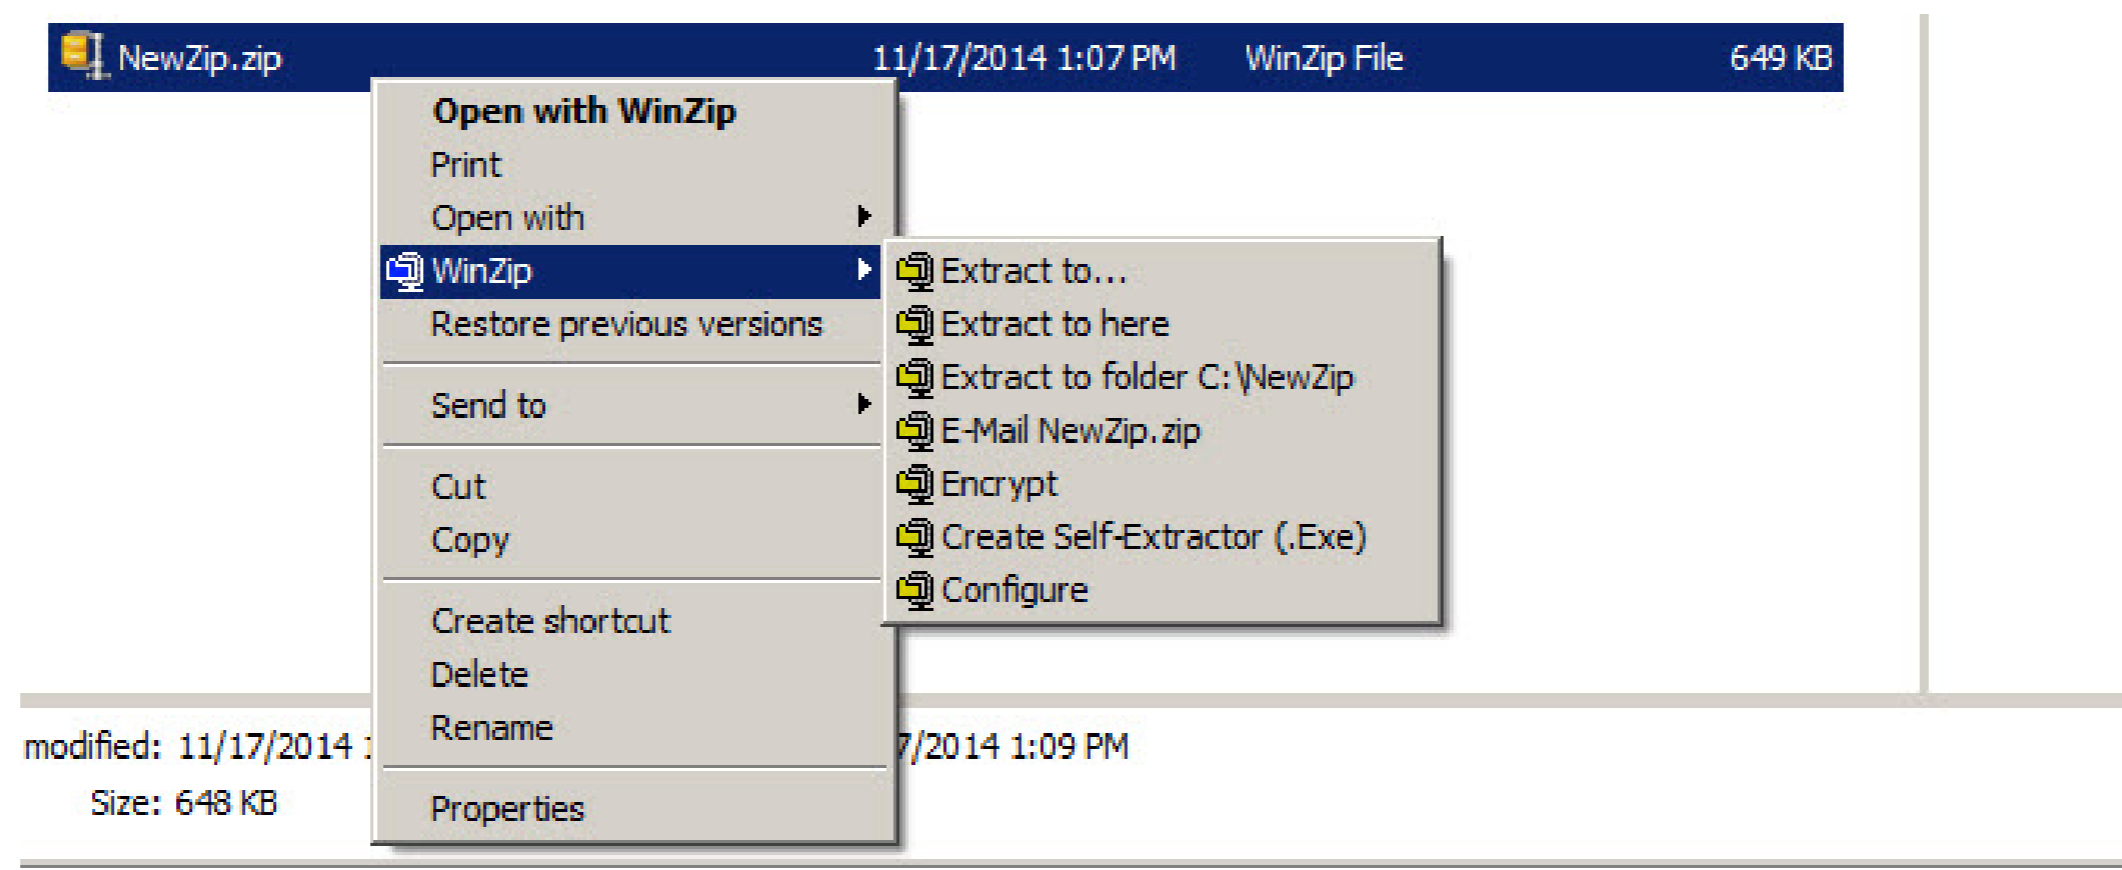 NewZip.zip 11/17/2014 1:07 PM WinZip File 649 KB
Open with WinZip
Print
Open with
WinZip
Restore previous versions
Send to
Cut
Copy
Create shortcut
Delete
Rename
Properties
Extract to...
Extract to here
Extract to folder C:\NewZip
E-Mail NewZip.zip
Encrypt
Create Self-Extractor (.Exe)
Configure
modified: 11/17/2014 7/2014 1:09 PM
Size: 648 KB